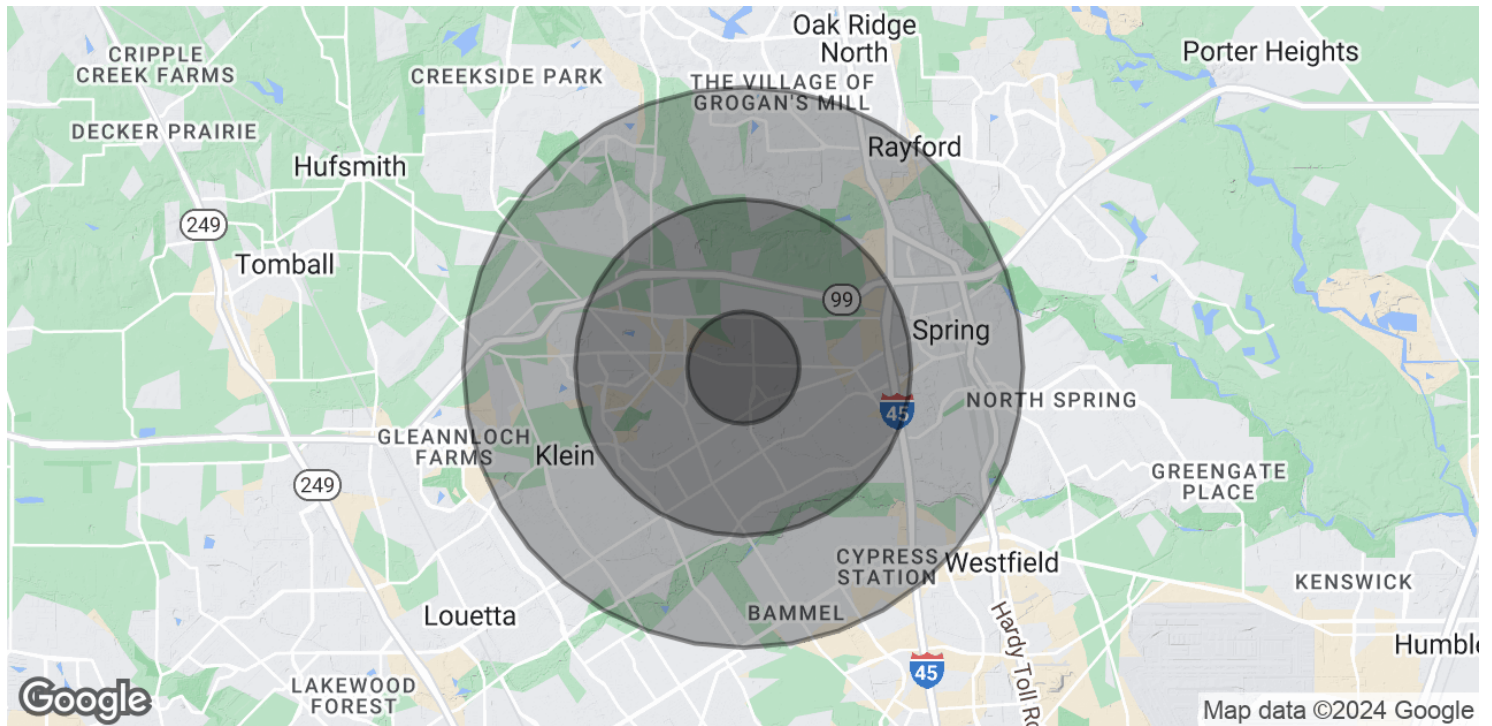 Oak Ridge
North
CRIPPLE
CREEK FARMS
CREEKSIDE PARK
THE VILLAGE OF
GROGAN'S MILL
Porter Heights
DECKER PRAIRIE
Rayford
Hufsmith
249
Tomball
99
Spring
45
NORTH SPRING
GLEANNLOCH
FARMS
Klein
GREENGATE
PLACE
249
CYPRESS
STATION
Westfield
KENSWICK
Louetta
BAMMEL
Hardy Toll Ro
Humble
45
LAKEWOOD
FOREST
Google
Map data ©2024 Google